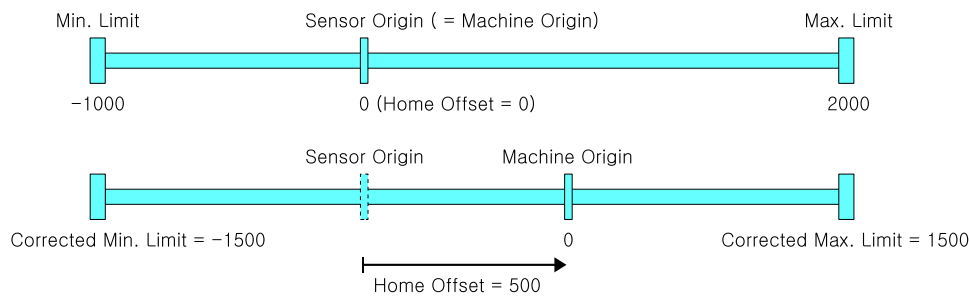 Min. Limit
Sensor Origin ( = Machine Origin)
Max. Limit
-1000
0 (Home Offset = 0)
2000
Sensor Origin
Machine Origin
Corrected Min. Limit = -1500
0
Corrected Max. Limit = 1500
Home Offset = 500